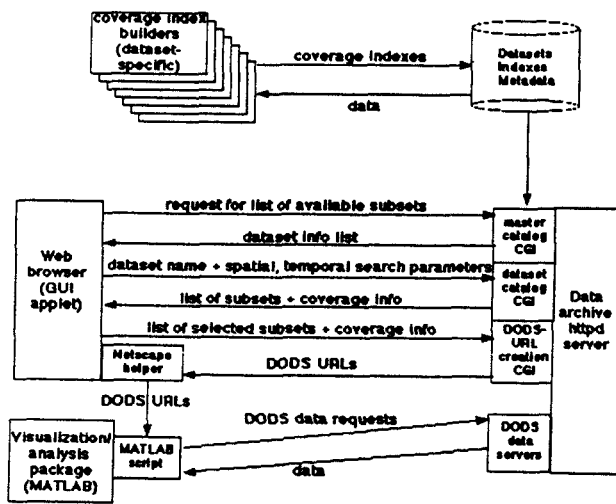 coverage index
builders
(dataset-
specific)
coverage indexes
data
Datasets
Indexes
Metadata
request for list of available subsets
dataset info list
dataset name + spatial, temporal search parameters
list of subsets + coverage info
list of selected subsets + coverage info
DODS URLs
Web
browser
(GUI
applet)
Netscape
helper
master
catalog
CGI
dataset
catalog
CGI
DODS-
URL
creation
CGI
Data
archive
httpd
server
DODS URLs
DODS data requests
data
Visualization/
analysis
package
(MATLAB)
MATLAB
script
DODS
data
servers